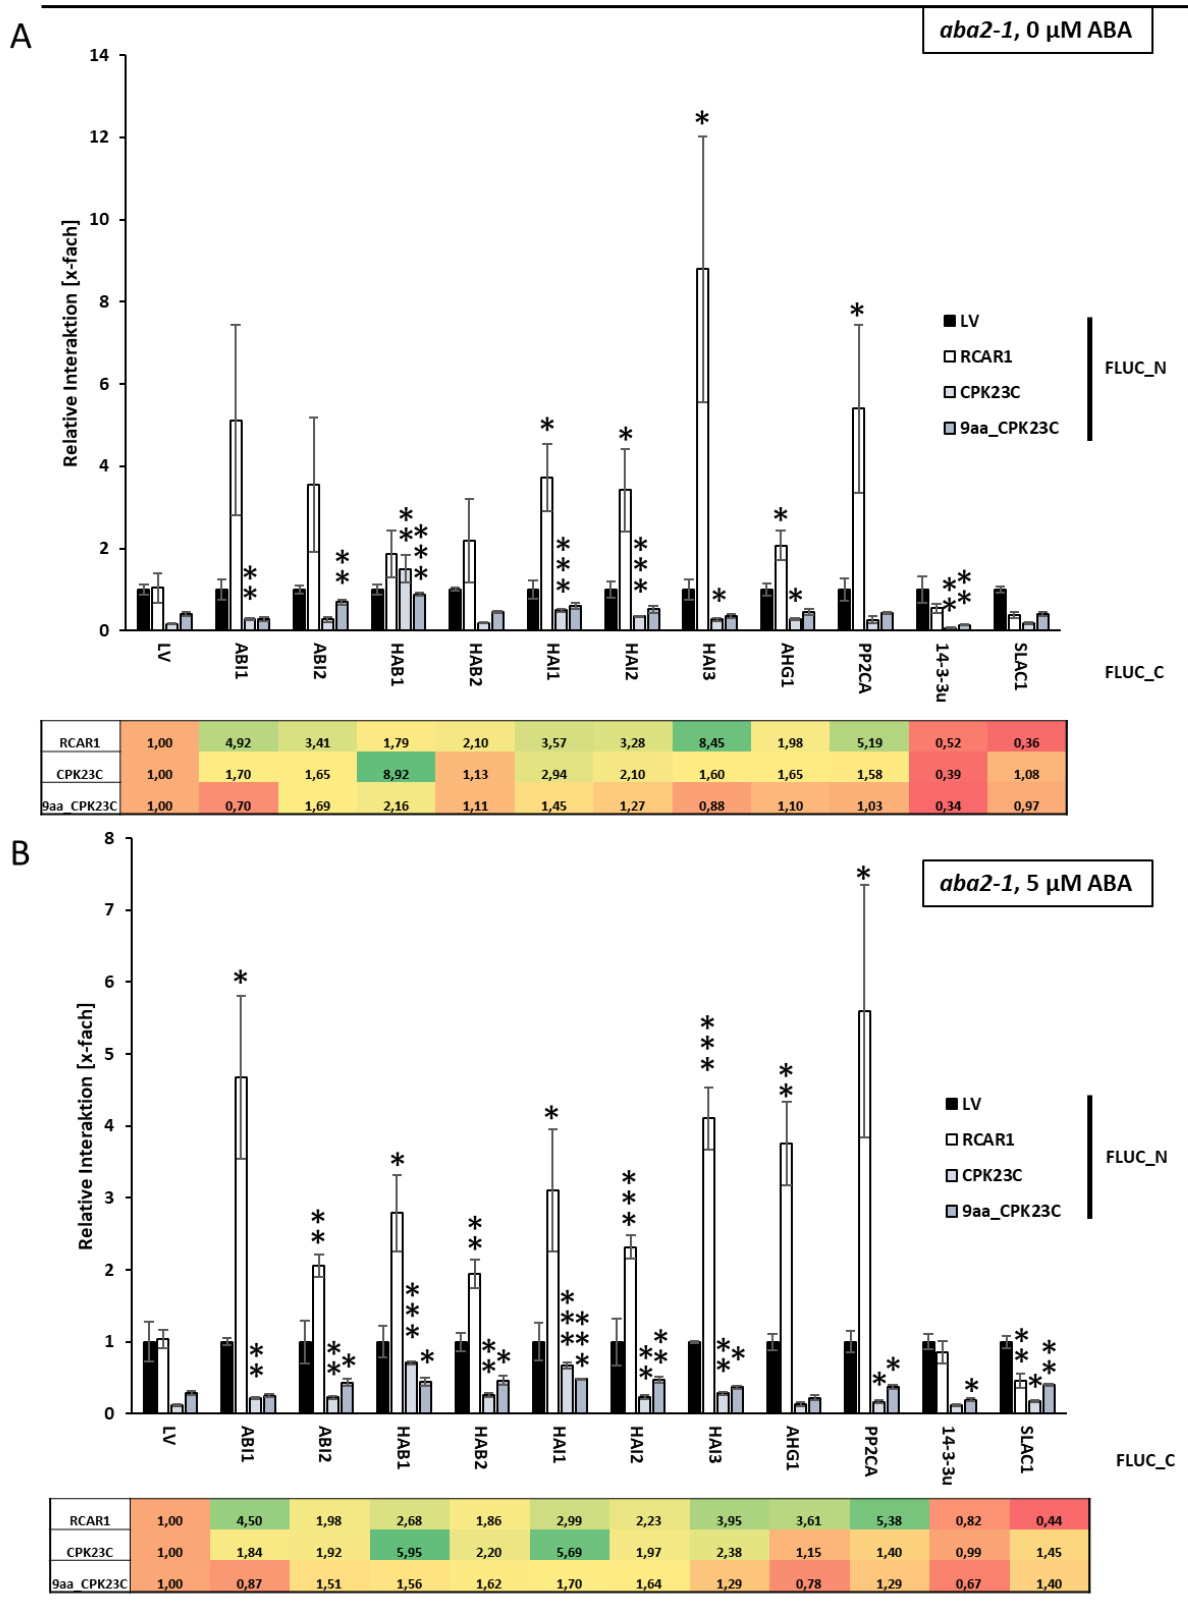 A
aba2-1, 0 µM ABA
Relative Interaktion [x-fach]
14
12
10
8
6
4
2
0
*
*
*
*
*
*
**
**
**
***
***
***
*
*
**
**
LV
RCAR1
CPK23C
9aa_CPK23C
FLUC_N
LV ABI1 ABI2 HAB1 HAB2 HAI1 HAI2 HAI3 AHG1 PP2CA 14-3-3u SLAC1
FLUC_C
RCAR1 1,00 4,92 3,41 1,79 2,10 3,57 3,28 8,45 1,98 5,19 0,52 0,36
CPK23C 1,00 1,70 1,65 8,92 1,13 2,94 2,10 1,60 1,65 1,58 0,39 1,08
9aa_CPK23C 1,00 0,70 1,69 2,16 1,11 1,45 1,27 0,88 1,10 1,03 0,34 0,97
B
aba2-1, 5 µM ABA
Relative Interaktion [x-fach]
8
7
6
5
4
3
2
1
0
*
**
**
**
*
*
***
*
**
**
*
*
***
***
***
**
**
***
**
*
**
*
*
*
*
**
*
**
LV
RCAR1
CPK23C
9aa_CPK23C
FLUC_N
LV ABI1 ABI2 HAB1 HAB2 HAI1 HAI2 HAI3 AHG1 PP2CA 14-3-3u SLAC1
FLUC_C
RCAR1 1,00 4,50 1,98 2,68 1,86 2,99 2,23 3,95 3,61 5,38 0,82 0,44
CPK23C 1,00 1,84 1,92 5,95 2,20 5,69 1,97 2,38 1,15 1,40 0,99 1,45
9aa_CPK23C 1,00 0,87 1,51 1,56 1,62 1,70 1,64 1,29 0,78 1,29 0,67 1,40